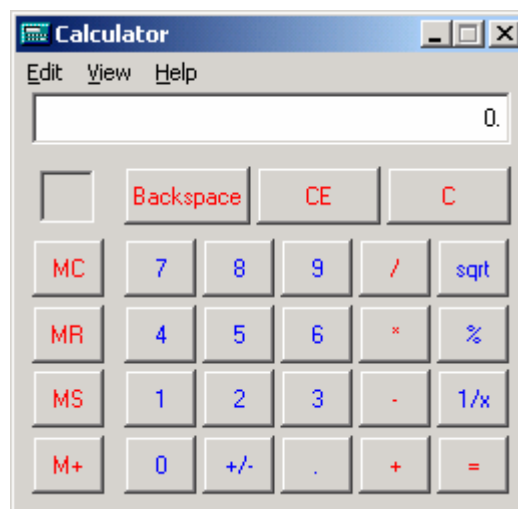 Calculator
Edit View Help
0.
Backspace CE C
MC 7 8 9 / sqrt
MR 4 5 6 * %
MS 1 2 3 - 1/x
M+ 0 +/- . + =